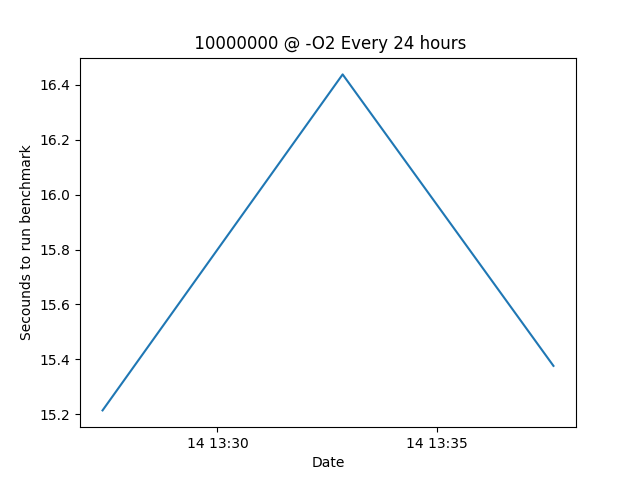 10000000 @ -O2 Every 24 hours
Secounds to run benchmark
16.4
16.2
16.0
15.8
15.6
15.4
15.2
14 13:30 14 13:35
Date